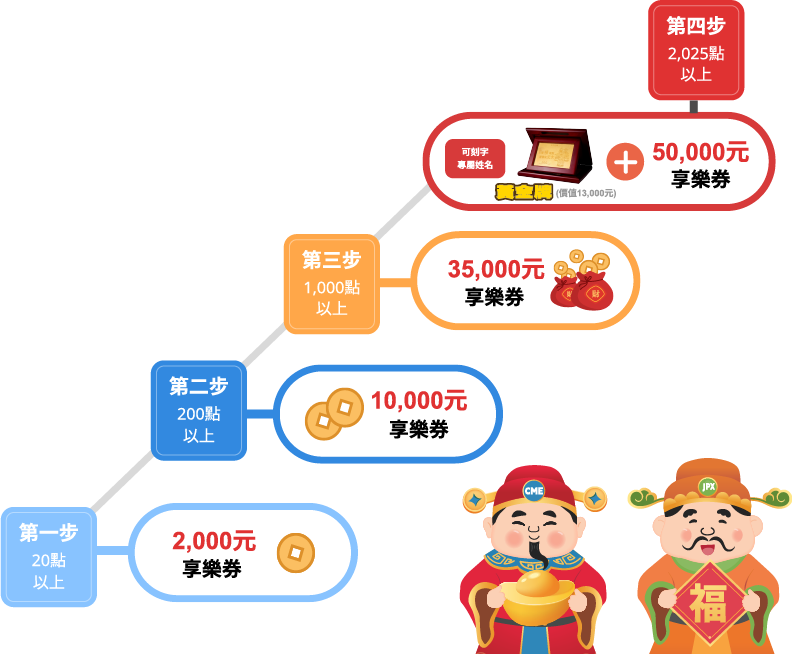 第四步
2,025點
以上
可刻字
專屬姓名
黃金牌
(價值13,000元)
50,000元
享樂券
第三步
1,000點
以上
35,000元
享樂券
財
財
第二步
200點
以上
10,000元
享樂券
第一步
20點
以上
2,000元
享樂券
CME
JPX
福